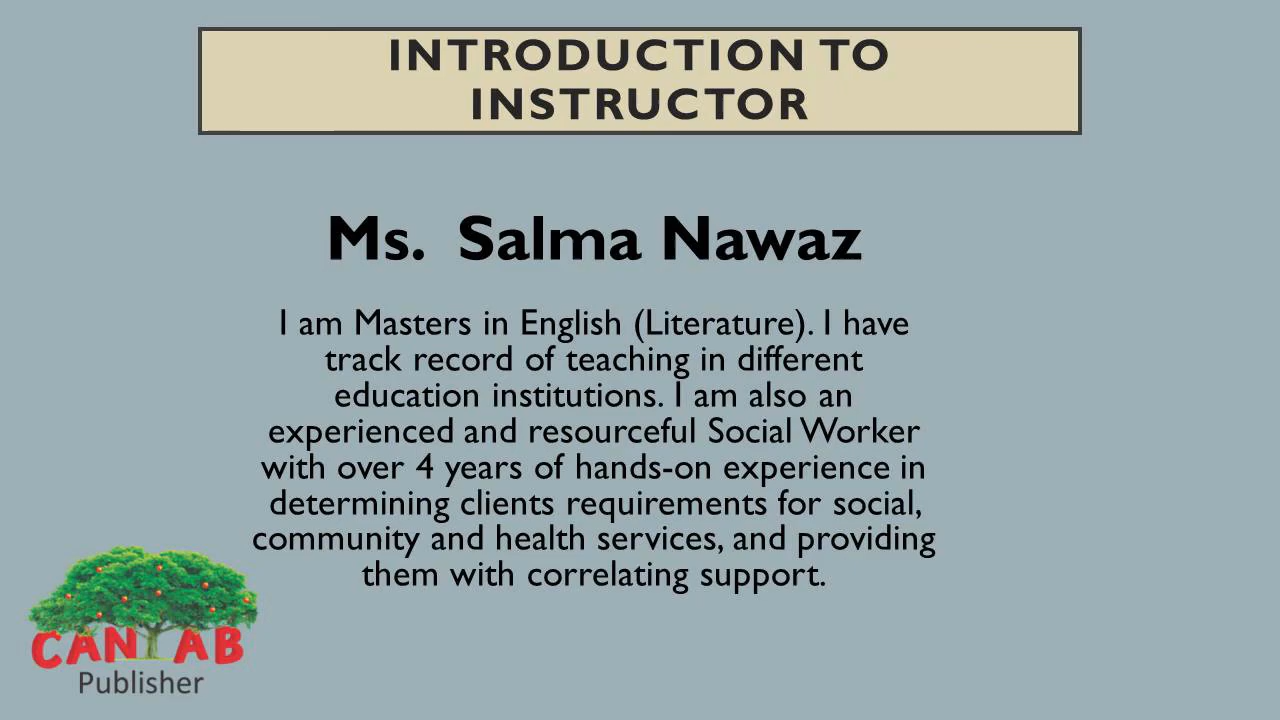 INTRODUCTION TO
INSTRUCTOR
Ms. Salma Nawaz
I am Masters in English (Literature). I have
track record of teaching in different
education institutions. I am also an
experienced and resourceful Social Worker
with over 4 years of hands-on experience in
determining clients requirements for social,
community and health services, and providing
them with correlating support.
CANTAB
Publisher